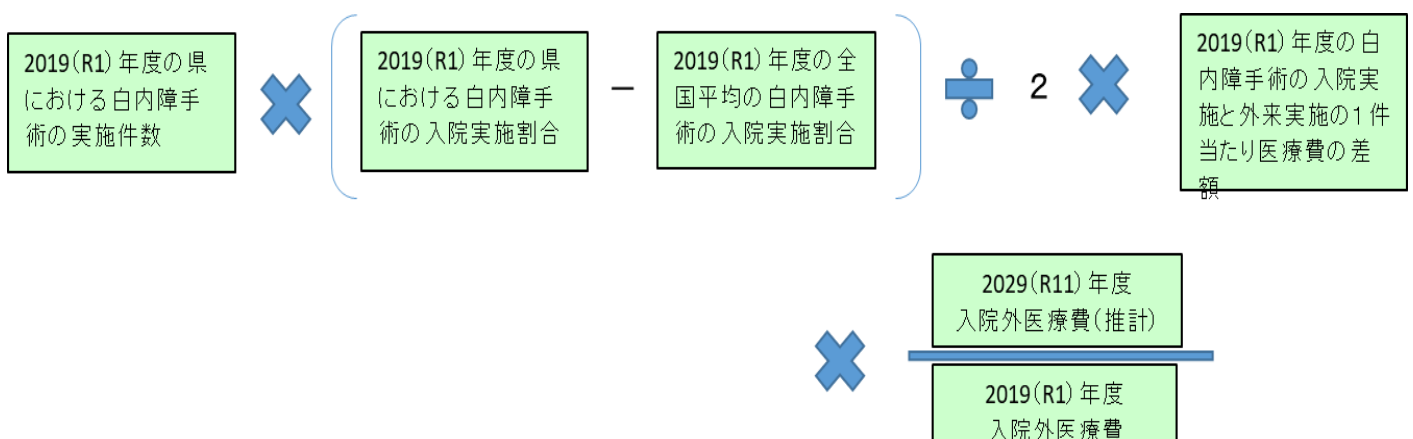 2019(R1)年度の県
における白内障手
術の実施件数
×
2019(R1)年度の県
における白内障手
術の入院実施割合
－
2019(R1)年度の全
国平均の白内障手
術の入院実施割合
÷
2
×
2019(R1)年度の白
内障手術の入院実
施と外来実施の1件
当たり医療費の差
額
×
2029(R11)年度
入院外医療費(推計)
2019(R1)年度
入院外医療費